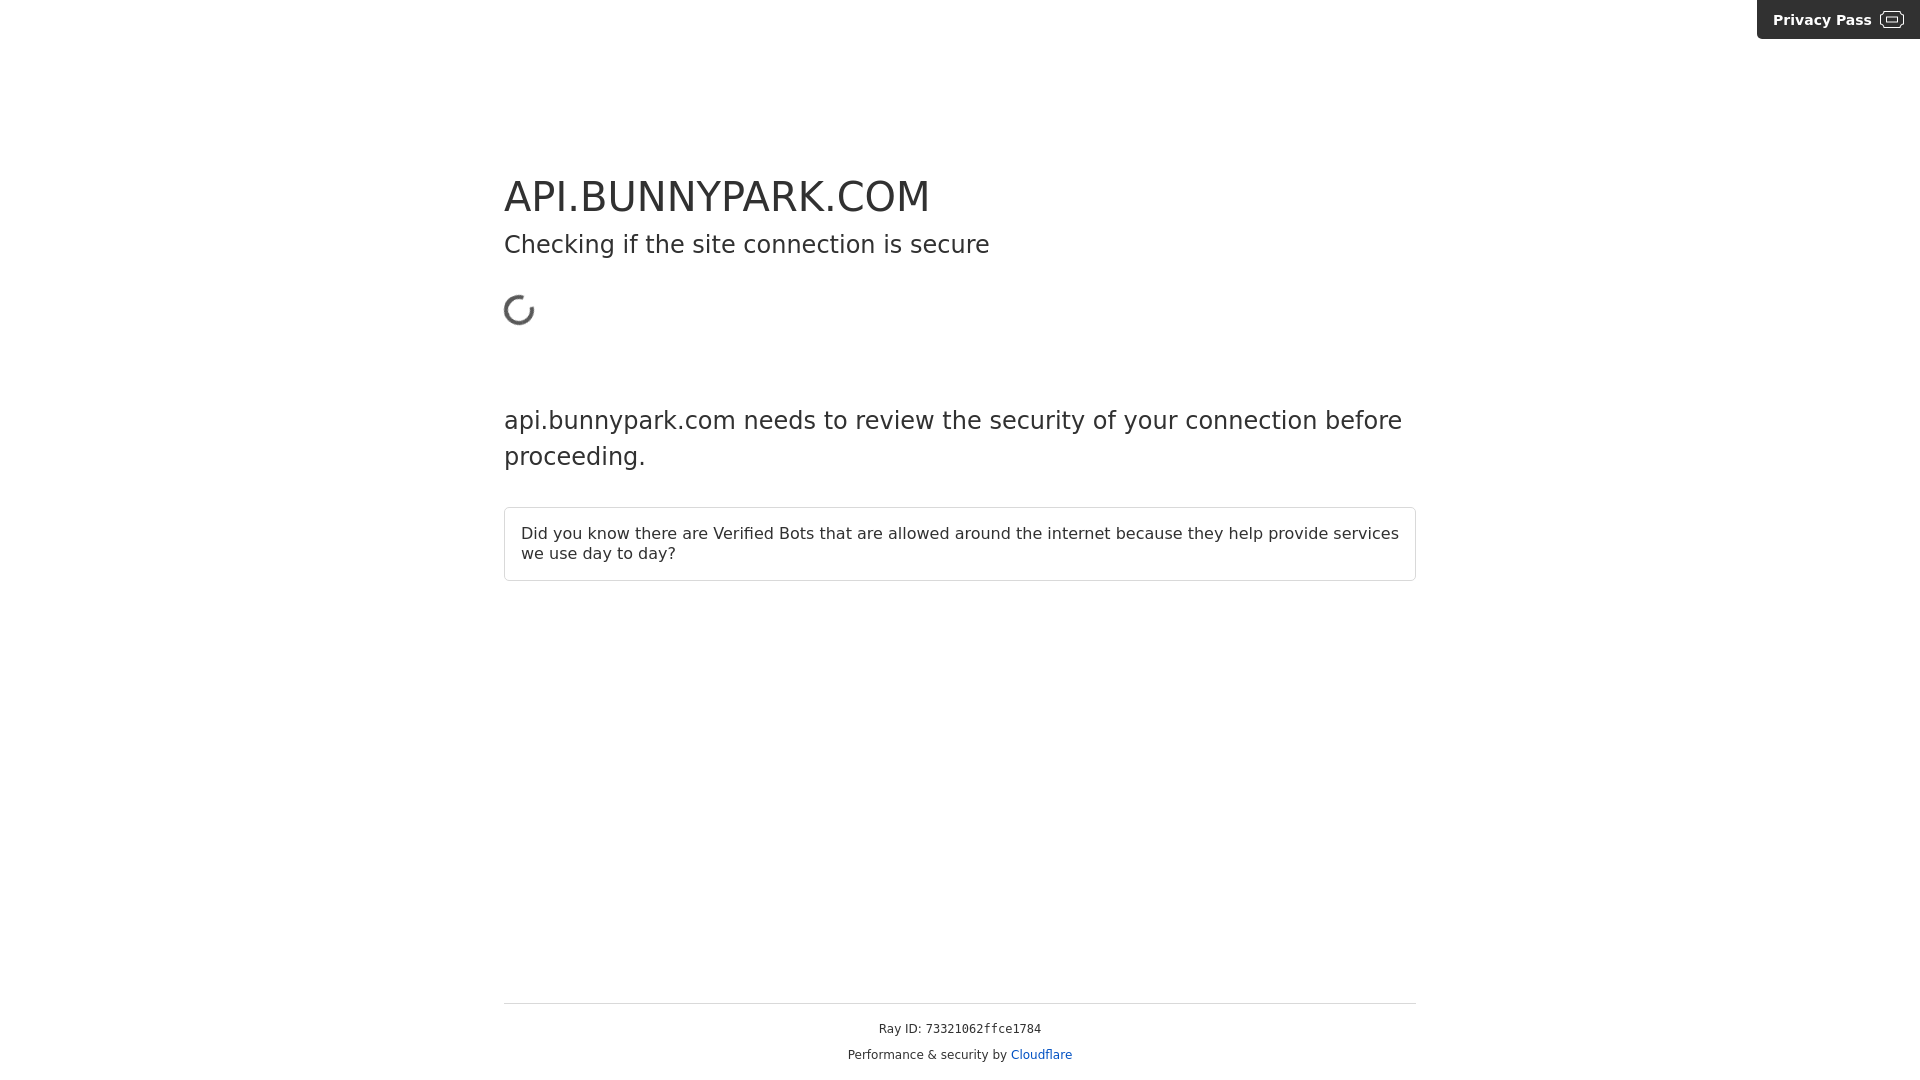 Privacy Pass
API.BUNNYPARK.COM
Checking if the site connection is secure
api.bunnypark.com needs to review the security of your connection before
proceeding.
Did you know there are Verified Bots that are allowed around the internet because they help provide services
we use day to day?
Ray ID: 73321062ffce1784
Performance & security by Cloudflare